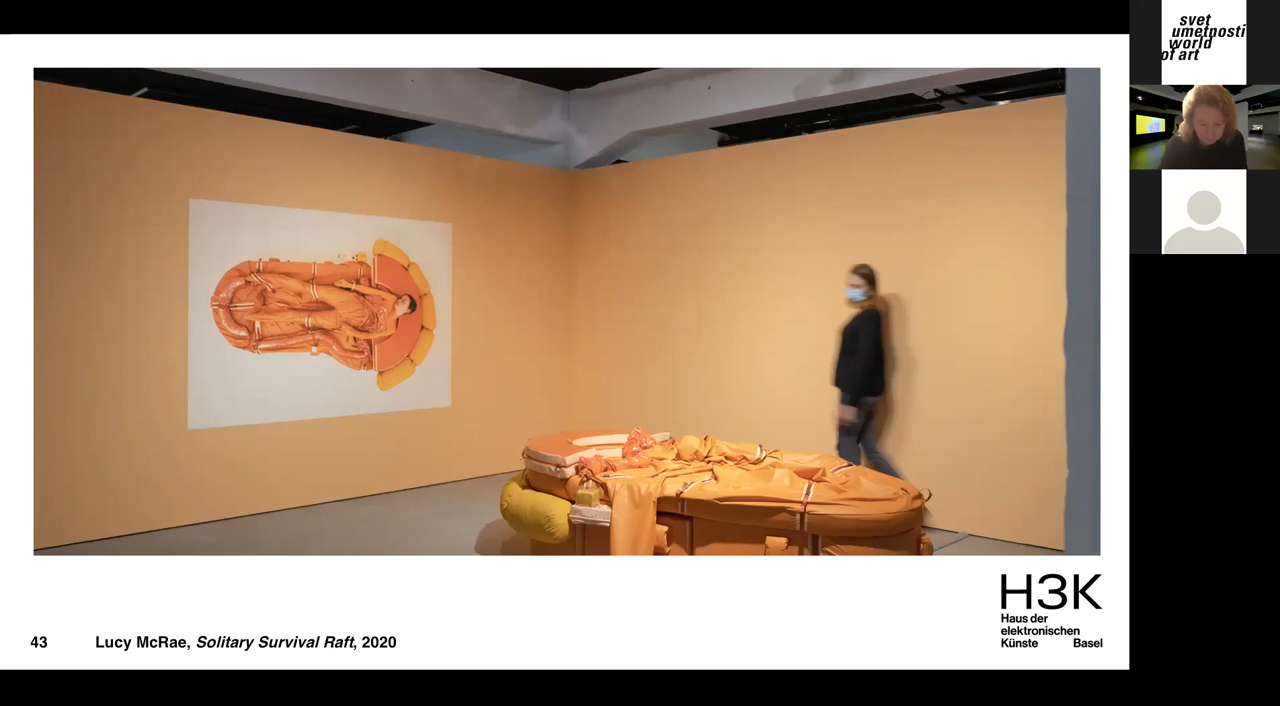 svet
umetnosti
world
of art
H3K
Haus der
elektronischen
Künste Basel
43 Lucy McRae, Solitary Survival Raft, 2020